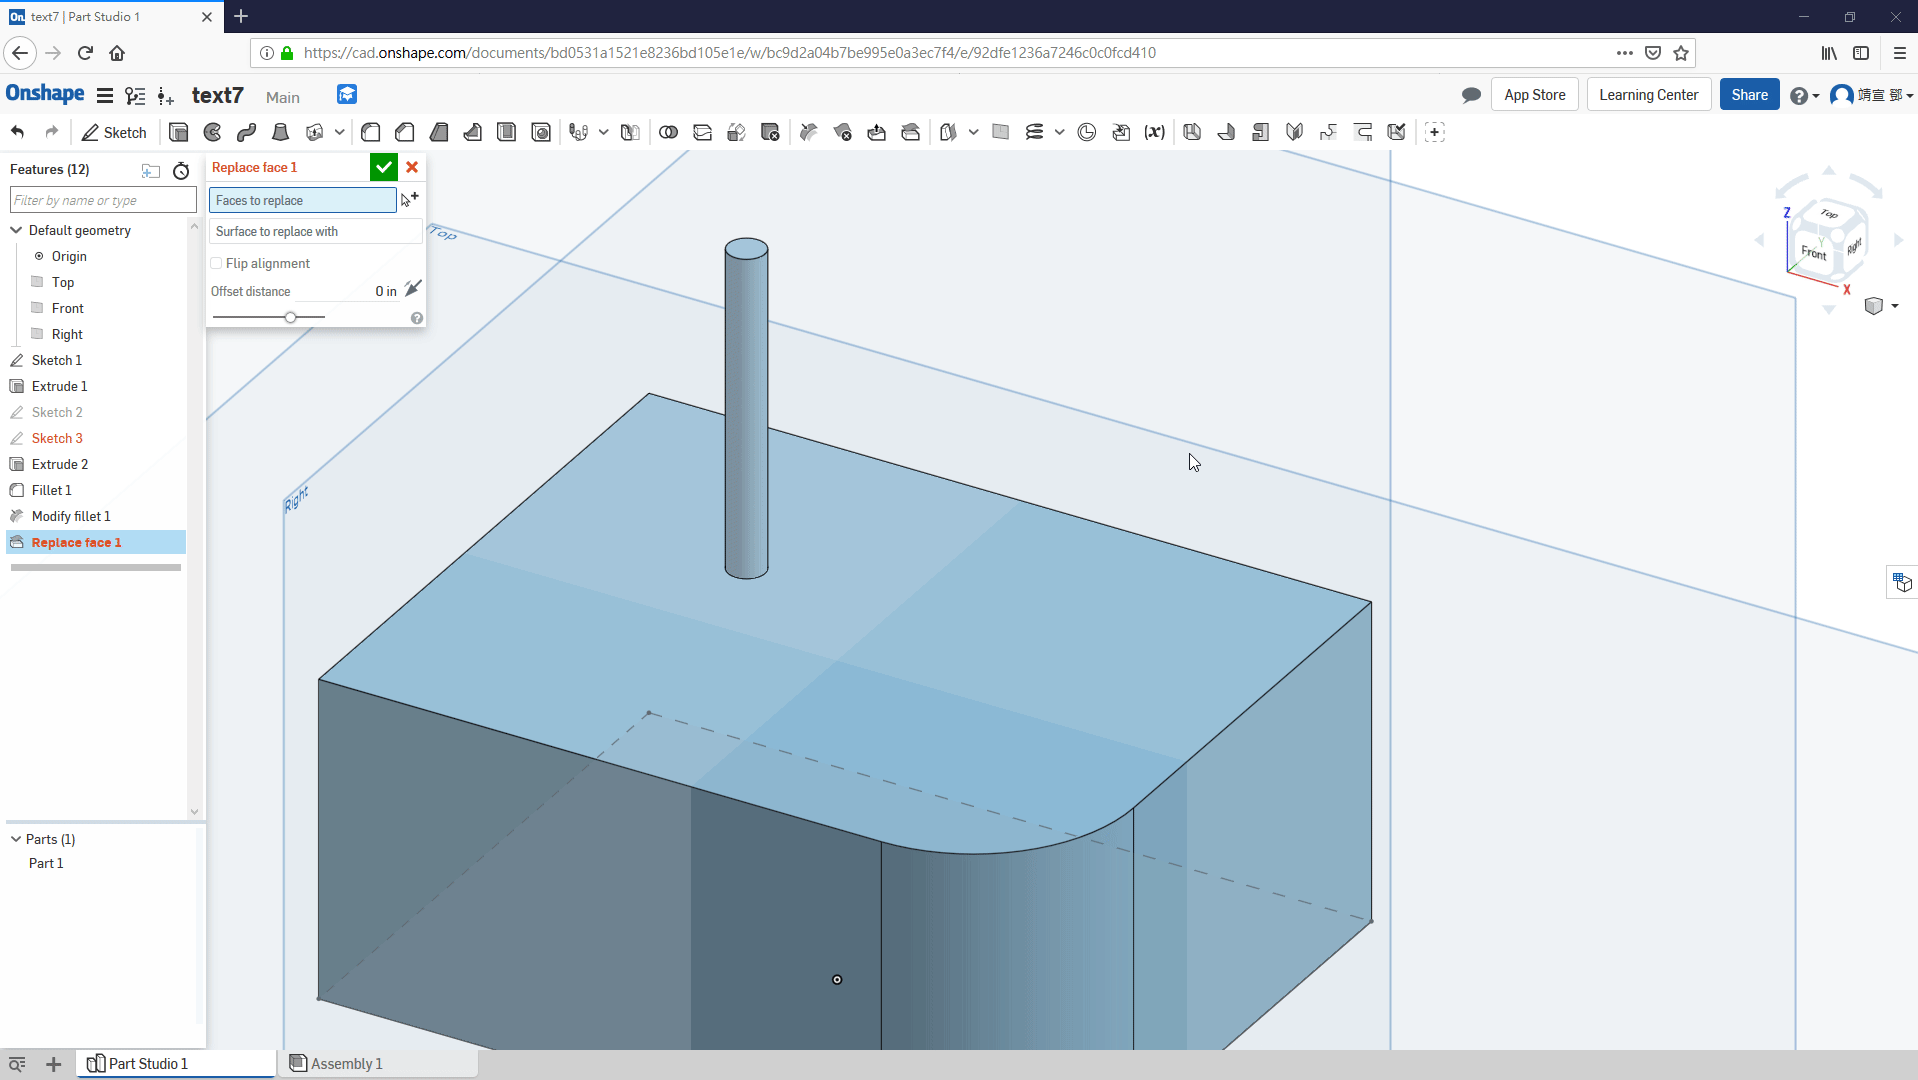 On. text7 | Part Studio 1
https://cad.onshape.com/documents/bd0531a1521e8236bd105e1e/w/bc9d2a04b7be995e0a3ec7f4/e/92dfe1236a7246c0c0fcd410
Onshape text7 Main App Store Learning Center Share 靖宣 鄧
Sketch (x)
Features (12)
Filter by name or type
Default geometry
Origin
Top
Front
Right
Sketch 1
Extrude 1
Sketch 2
Sketch 3
Extrude 2
Fillet 1
Modify fillet 1
Replace face 1
Parts (1)
Part 1
Replace face 1
Faces to replace
Surface to replace with
Flip alignment
Offset distance 0 in
Top
Right
Z Top
Y
Front Right
X
Part Studio 1
Assembly 1